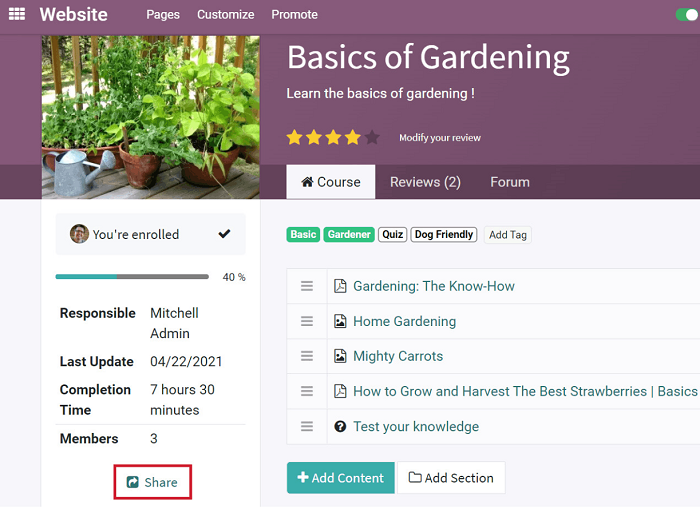 Website Pages Customize Promote
Basics of Gardening
Learn the basics of gardening !
Modify your review
Course Reviews (2) Forum
You're enrolled
40 %
Responsible Mitchell
Admin
Last Update 04/22/2021
Completion 7 hours 30
Time minutes
Members 3
Share
Basic Gardener Quiz Dog Friendly Add Tag
Gardening: The Know-How
Home Gardening
Mighty Carrots
How to Grow and Harvest The Best Strawberries | Basics
Test your knowledge
Add Content Add Section